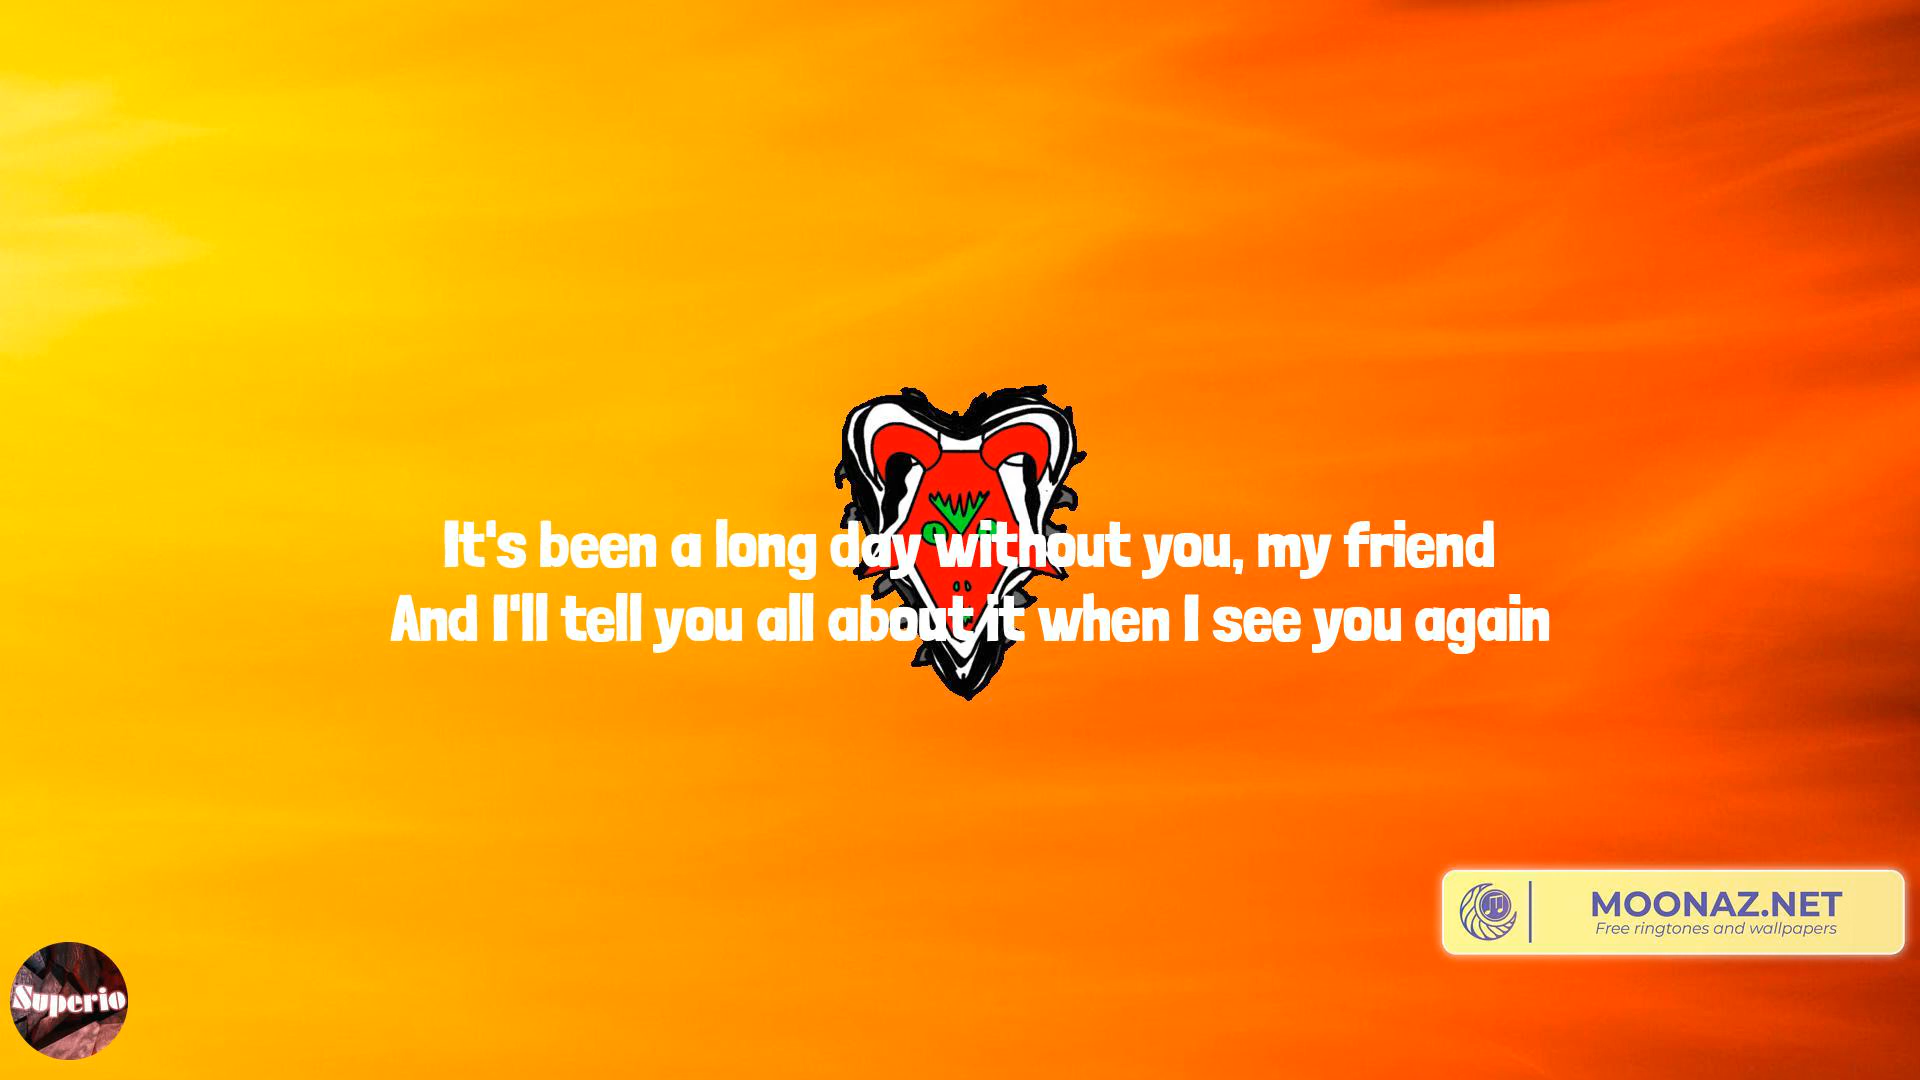 It's been a long day without you, my friend
And I'll tell you all about it when I see you again
MOONAZ.NET
Free ringtones and wallpapers
Superio